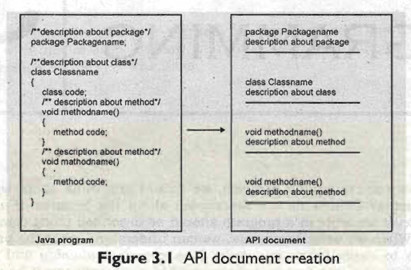 /**description about package*/
package Packagename;
/**description about class*/
class Classname
{
class code;
/** description about method*/
void methodname()
{
method code;
}
/** description about method*/
void mathodname()
{
method code;
}
}
Java program
package Packagename
description about package
class Classname
description about class
void methodname()
description about method
void methodname()
description about method
API document
Figure 3.1 API document creation